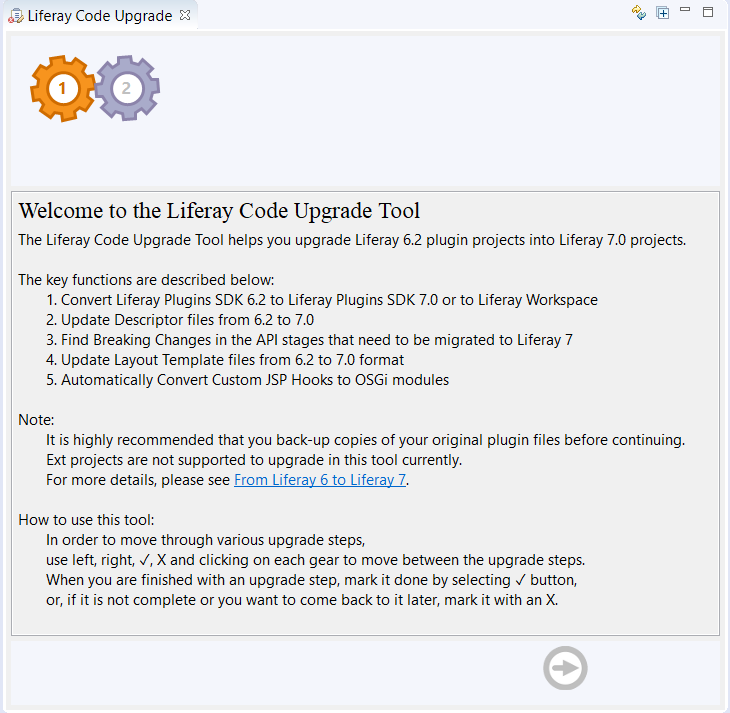 Liferay Code Upgrade
1 2
Welcome to the Liferay Code Upgrade Tool
The Liferay Code Upgrade Tool helps you upgrade Liferay 6.2 plugin projects into Liferay 7.0 projects.
The key functions are described below:
1. Convert Liferay Plugins SDK 6.2 to Liferay Plugins SDK 7.0 or to Liferay Workspace
2. Update Descriptor files from 6.2 to 7.0
3. Find Breaking Changes in the API stages that need to be migrated to Liferay 7
4. Update Layout Template files from 6.2 to 7.0 format
5. Automatically Convert Custom JSP Hooks to OSGi modules
Note:
It is highly recommended that you back-up copies of your original plugin files before continuing.
Ext projects are not supported to upgrade in this tool currently.
For more details, please see From Liferay 6 to Liferay 7.
How to use this tool:
In order to move through various upgrade steps,
use left, right, ✓, X and clicking on each gear to move between the upgrade steps.
When you are finished with an upgrade step, mark it done by selecting ✓ button,
or, if it is not complete or you want to come back to it later, mark it with an X.